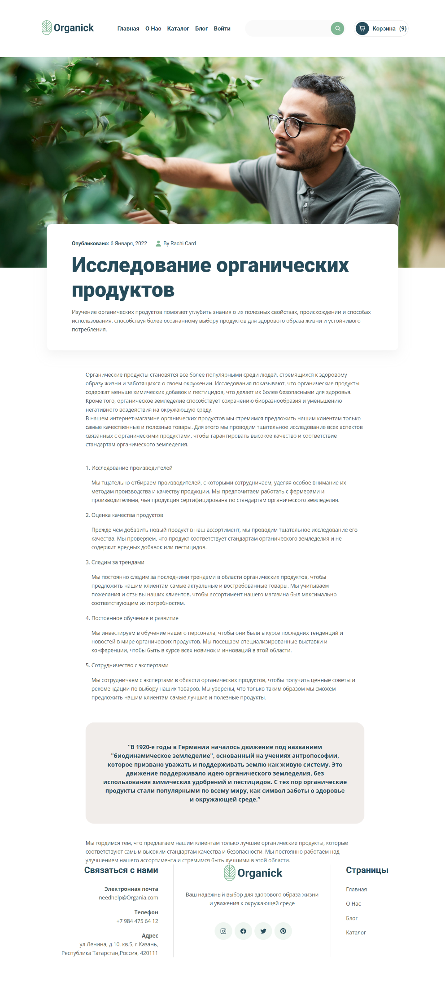 Organick
Главная О Нас Каталог Блог Войти
Корзина (9)
Опубликовано: 6 Января, 2022 By Rachi Card
Исследование органических
продуктов
Изучение органических продуктов помогает углубить знания о их полезных свойствах, происхождении и способах
использования, способствуя более осознанному выбору продуктов для здорового образа жизни и устойчивого
потребления.
Органические продукты становятся все более популярными среди людей, стремящихся к здоровому
образу жизни и заботящихся о своем окружении. Исследования показывают, что органические продукты
содержат меньше химических добавок и пестицидов, что делает их более безопасными для здоровья.
Кроме того, органическое земледелие способствует сохранению биоразнообразия и уменьшению
негативного воздействия на окружающую среду.
В нашем интернет-магазине органических продуктов мы стремимся предложить нашим клиентам только
самые качественные и полезные товары. Для этого мы проводим тщательное исследование всех аспектов
связанных с органическими продуктами, чтобы гарантировать высокое качество и соответствие
стандартам органического земледелия.
1. Исследование производителей
Мы тщательно отбираем производителей, с которыми сотрудничаем, уделяя особое внимание их
методам производства и качеству продукции. Мы предпочитаем работать с фермерами и
производителями, чья продукция сертифицирована по стандартам органического земледелия.
2. Оценка качества продуктов
Прежде чем добавить новый продукт в наш ассортимент, мы проводим тщательное исследование его
качества. Мы проверяем, что продукт соответствует стандартам органического земледелия и не
содержит вредных добавок или пестицидов.
3. Следим за трендами
Мы постоянно следим за последними трендами в области органических продуктов, чтобы
предложить нашим клиентам самые актуальные и востребованные товары. Мы учитываем
пожелания и отзывы наших клиентов, чтобы ассортимент нашего магазина был максимально
соответствующим их потребностям.
4. Постоянное обучение и развитие
Мы инвестируем в обучение нашего персонала, чтобы они были в курсе последних тенденций и
новостей в мире органических продуктов. Мы посещаем специализированные выставки и
конференции, чтобы быть в курсе всех новинок и инноваций в этой области.
5. Сотрудничество с экспертами
Мы сотрудничаем с экспертами в области органических продуктов, чтобы получить ценные советы и
рекомендации по выбору наших товаров. Мы уверены, что только таким образом мы сможем
предложить нашим клиентам самые лучшие и полезные продукты.
“В 1920-е годы в Германии началось движение под названием
"биодинамическое земледелие", основанный на учениях антропософии,
которое призвано уважать и поддерживать землю как живую систему. Это
движение поддерживало идею органического земледелия, без
использования химических удобрений и пестицидов. С тех пор органические
продукты стали популярными по всему миру, как символ заботы о здоровье
и окружающей среде.”
Мы гордимся тем, что предлагаем нашим клиентам только лучшие органические продукты, которые
соответствуют самым высоким стандартам качества и безопасности. Мы постоянно работаем над
улучшением нашего ассортимента и стремимся быть лучшими в этой области.
Связаться с нами
Электронная почта
needhelp@Organia.com
Телефон
+7 984 475 64 12
Адрес
ул.Ленина, д.10, кв.5, г.Казань,
Республика Татарстан,Россия, 420111
Organick
Ваш надежный выбор для здорового образа жизни
и уважения к окружающей среде
Страницы
Главная
О Нас
Блог
Каталог